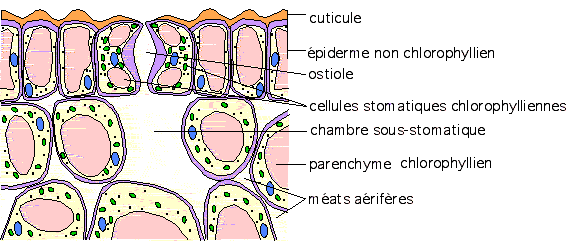 cuticule
épiderme non chlorophyllien
ostiole
cellules stomatiques chlorophylliennes
chambre sous-stomatique
parenchyme chlorophyllien
méats aérifères